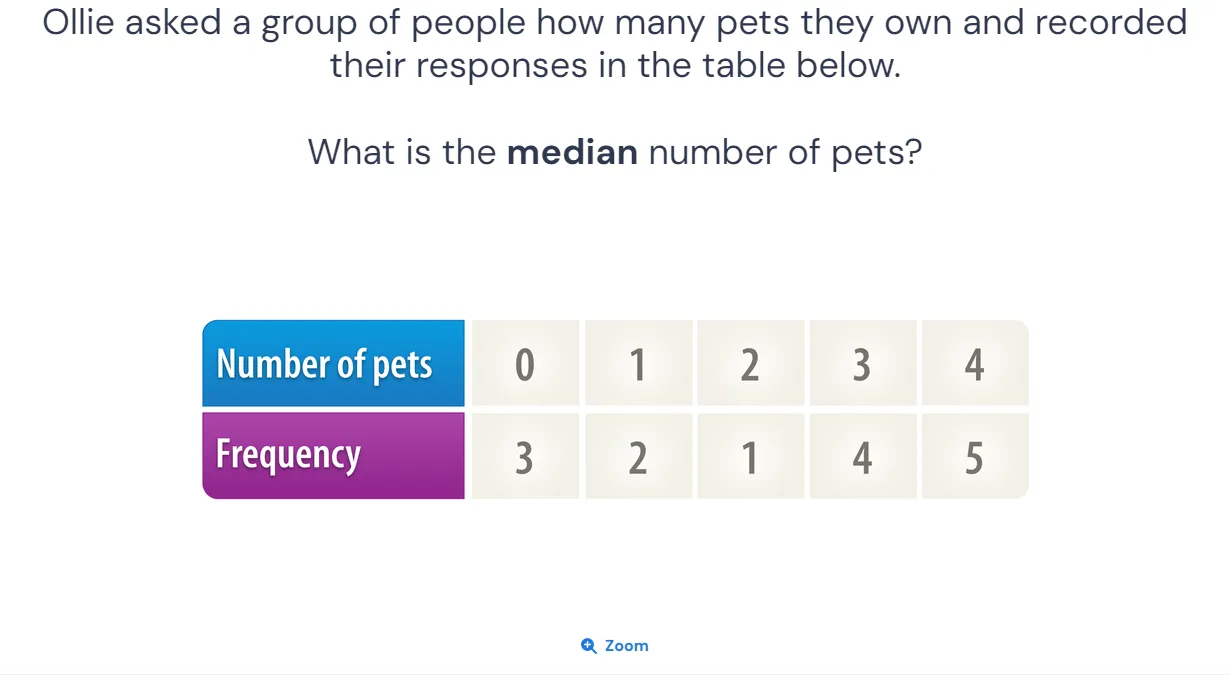 Ollie asked a group of people how many pets they own and recorded
their responses in the table below.
What is the median number of pets?
Number of pets 0 1 2 3 4
Frequency 3 2 1 4 5
Zoom